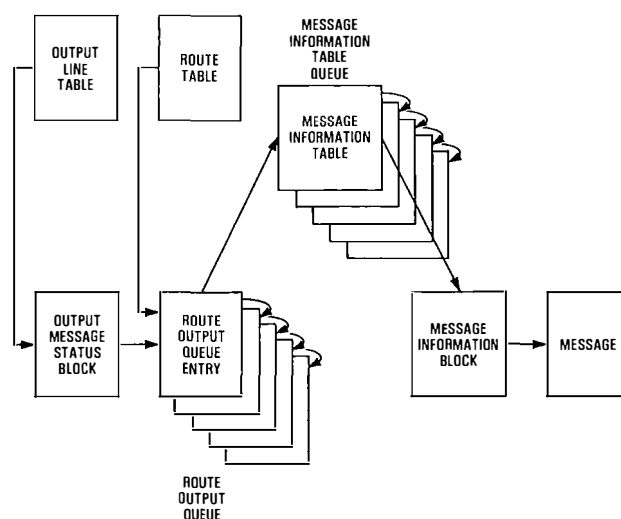 OUTPUT
LINE
TABLE
ROUTE
TABLE
MESSAGE
INFORMATION
TABLE
QUEUE
MESSAGE
INFORMATION
TABLE
OUTPUT
MESSAGE
STATUS
BLOCK
ROUTE
OUTPUT
QUEUE
ENTRY
MESSAGE
INFORMATION
BLOCK
MESSAGE
ROUTE
OUTPUT
QUEUE